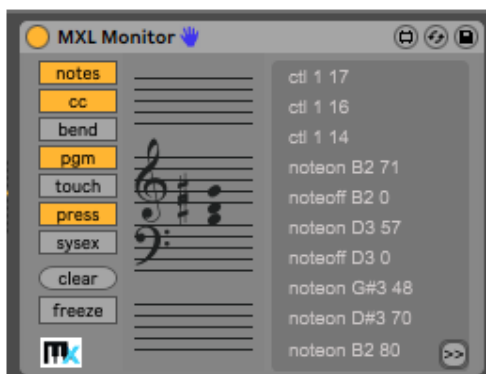 MXL Monitor
notes
cc
bend
pgm
touch
press
sysex
clear
freeze
mx
ctl 1 17
ctl 1 16
ctl 1 14
noteon B2 71
noteoff B2 0
noteon D3 57
noteoff D3 0
noteon G#3 48
noteon D#3 70
noteon B2 80
>>